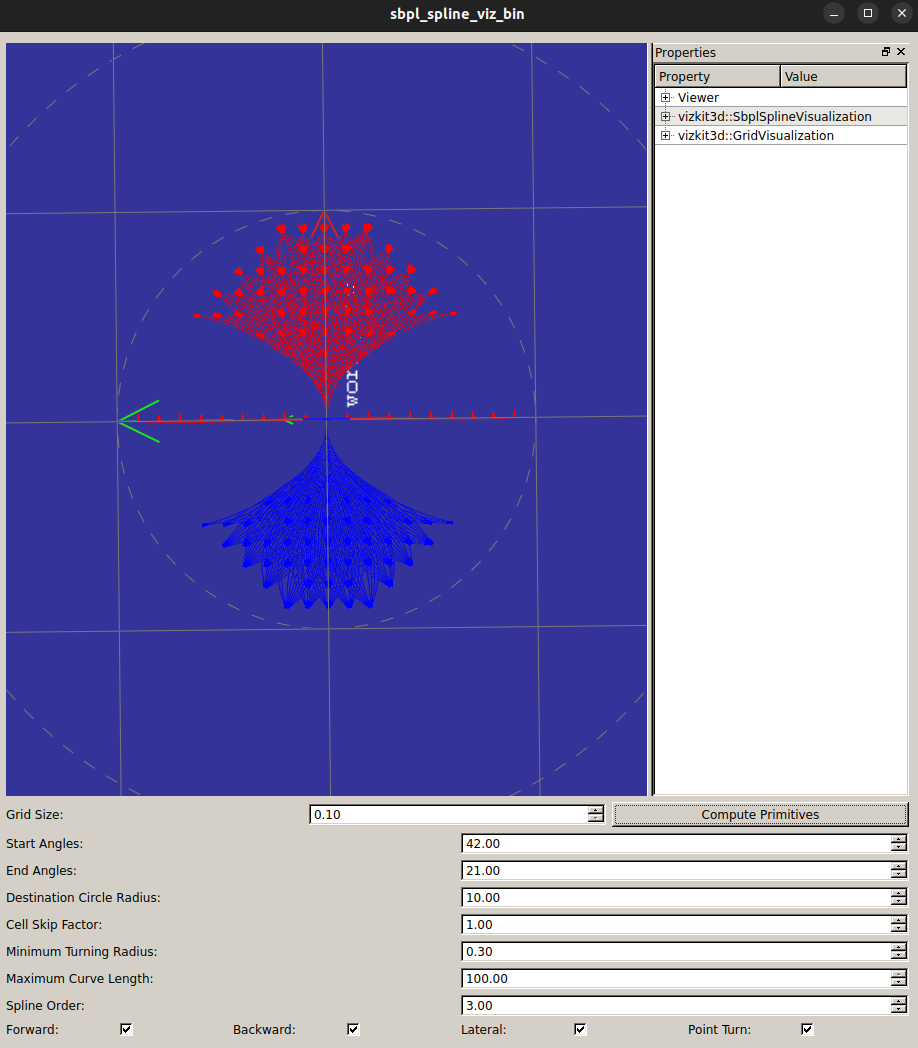 sbpl_spline_viz_bin
Properties
Property Value
Viewer
vizkit3d::SbplSplineVisualization
vizkit3d::GridVisualization
Grid Size: 0.10 Compute Primitives
Start Angles: 42.00
End Angles: 21.00
Destination Circle Radius: 10.00
Cell Skip Factor: 1.00
Minimum Turning Radius: 0.30
Maximum Curve Length: 100.00
Spline Order: 3.00
Forward: Backward: Lateral: Point Turn: